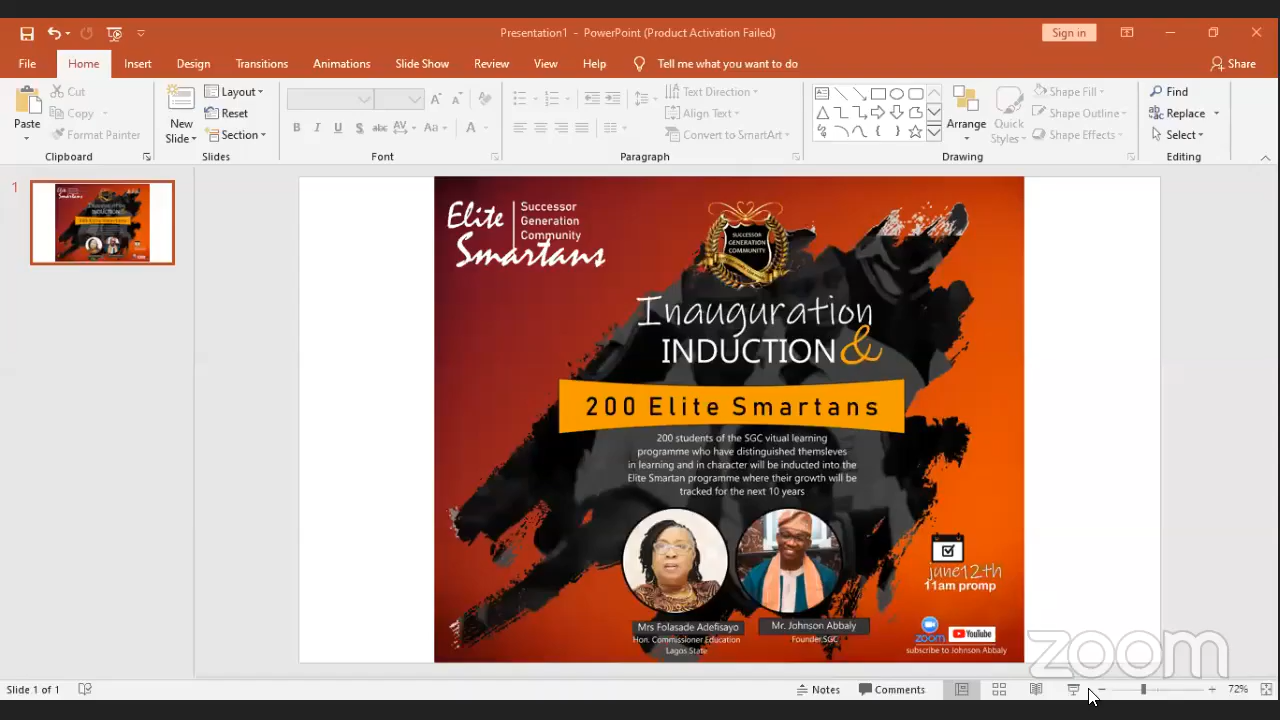 Presentation1 - PowerPoint (Product Activation Failed)
Sign in
File Home Insert Design Transitions Animations Slide Show Review View Help Tell me what you want to do Share
Paste
Cut
Copy
Format Painter
Clipboard
New Slide
Layout
Reset
Section
Slides
Font
Text Direction
Align Text
Convert to SmartArt
Paragraph
Arrange
Quick Styles
Shape Fill
Shape Outline
Shape Effects
Drawing
Find
Replace
Select
Editing
1
Elite Smartans
Successor
Generation
Community
SUCCESSOR
GENERATION
COMMUNITY
Inauguration
INDUCTION &
200 Elite Smartans
200 students of the SGC vitual learning
programme who have distinguished themsleves
in learning and in character will be inducted into the
Elite Smartan programme where their growth will be
tracked for the next 10 years
Mrs Folasade Adefisayo
Hon. Commissioner Education
Lagos State
Mr. Johnson Abbaly
Founder.SGC
june12th
11am promp
zoom YouTube
subscribe to Johnson Abbaly
zoom
Slide 1 of 1
Notes Comments 72%